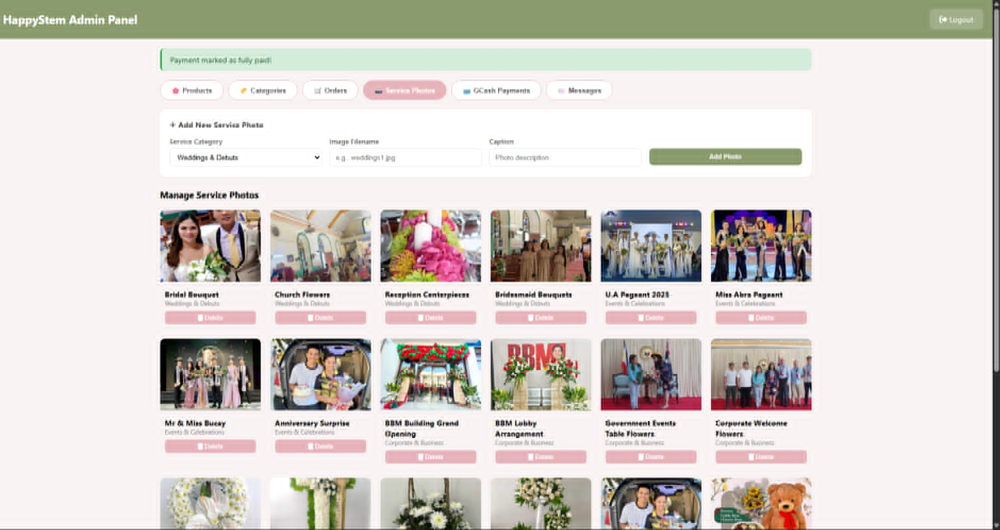 HappyStem Admin Panel
Logout
Payment marked as fully paid!
Products
Categories
Orders
Service Photos
GCash Payments
Messages
+ Add New Service Photo
Service Category
Image Filename
Caption
Weddings & Debuts
e.g., weddings1.jpg
Photo description
Add Photo
Manage Service Photos
Bridal Bouquet
Weddings & Debuts
Delete
Church Flowers
Weddings & Debuts
Delete
Reception Centerpieces
Weddings & Debuts
Delete
Bridesmaid Bouquets
Weddings & Debuts
Delete
U.A Pageant 2025
Events & Celebrations
Delete
Miss Abra Pageant
Events & Celebrations
Delete
Mr & Miss Bucay
Events & Celebrations
Delete
Anniversary Surprise
Events & Celebrations
Delete
BBM Building Grand
Opening
Corporate & Business
Delete
BBM
BBM Lobby
Arrangement
Corporate & Business
Delete
Government Events
Table Flowers
Corporate & Business
Delete
Corporate Welcome
Flowers
Corporate & Business
Delete